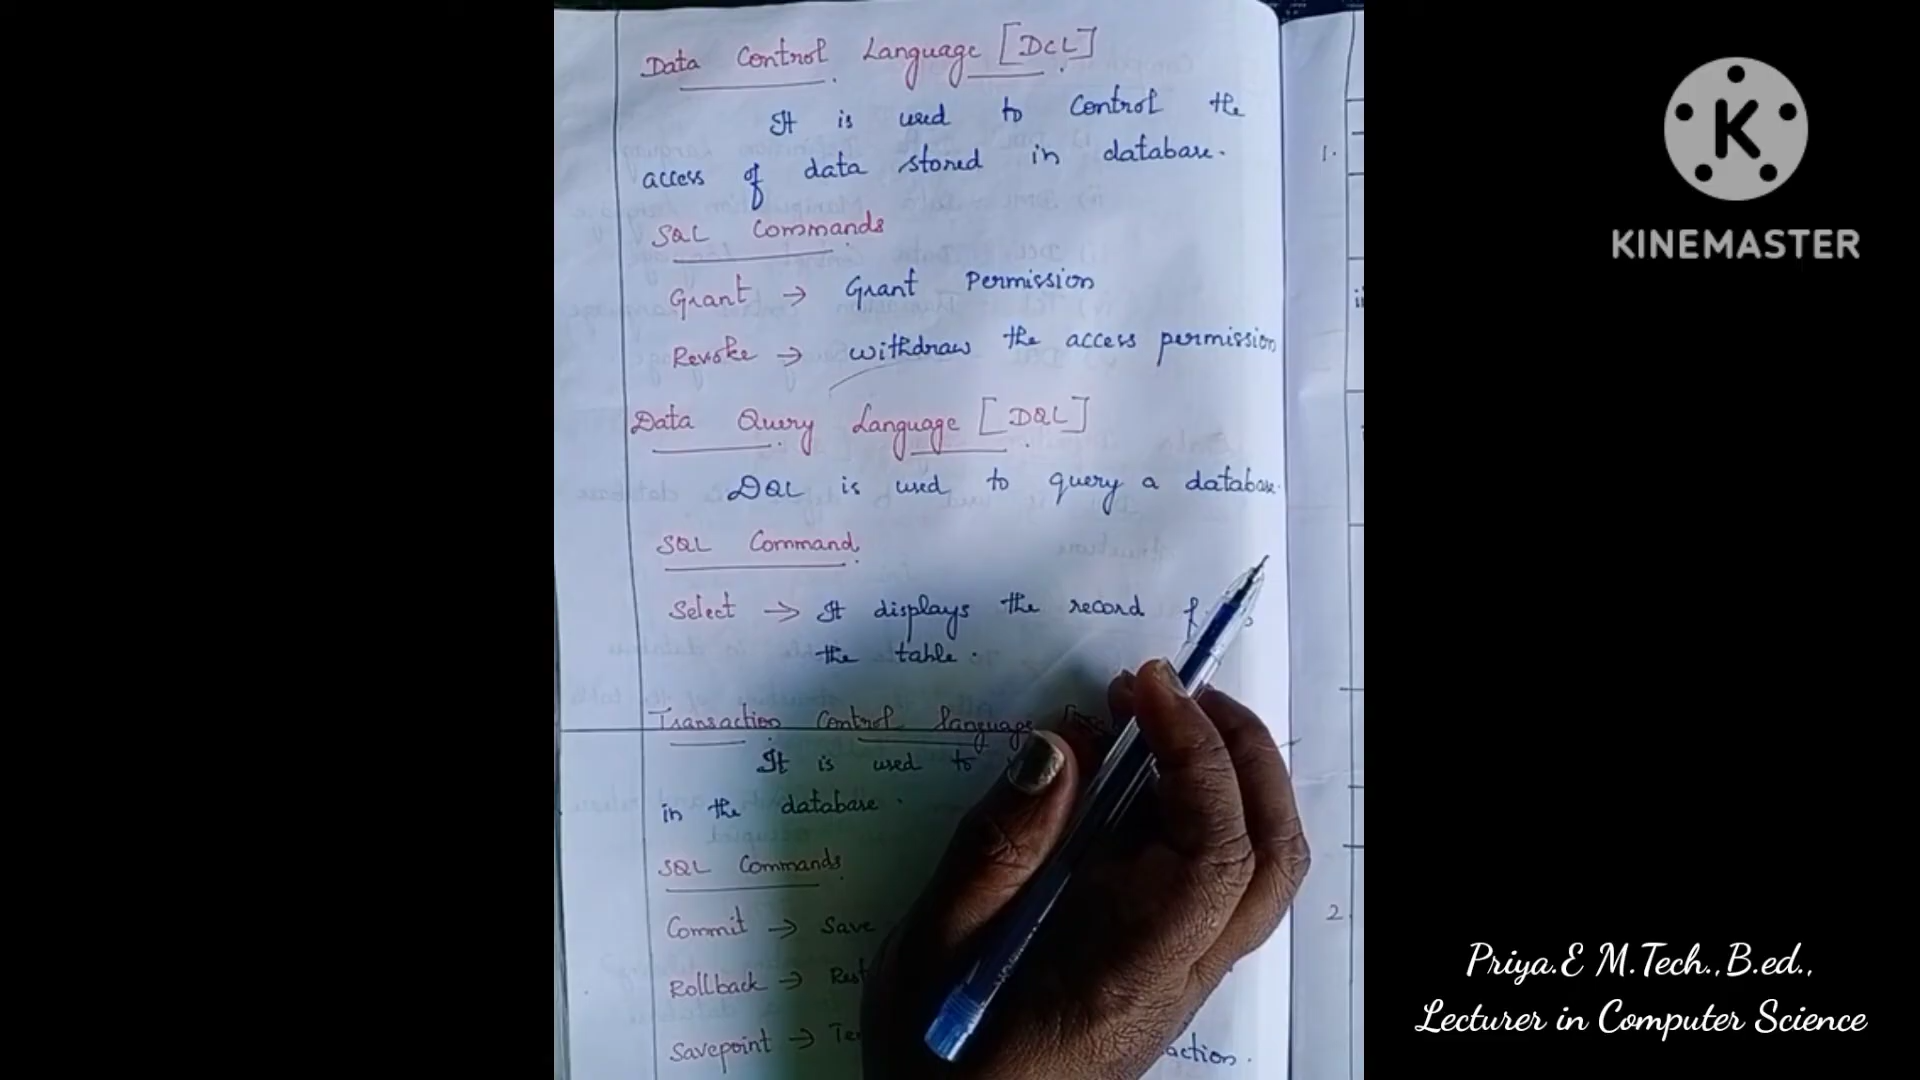 Data Control Language [DCL]
It is used to Control the
access of data stored in database.
SQL Commands
Grant → Grant Permission
Revoke → withdraw the access permission
Data Query Language [DQL]
DQL is used to query a database.
SQL Command
Select → It displays the record
the table.
Transaction Control language
It is used to
in the database.
SQL Commands
Commit → Save
Rollback →
Savepoint →
1.
2.
KINEMASTER
Priya.E M.Tech.,B.ed.,
Lecturer in Computer Science